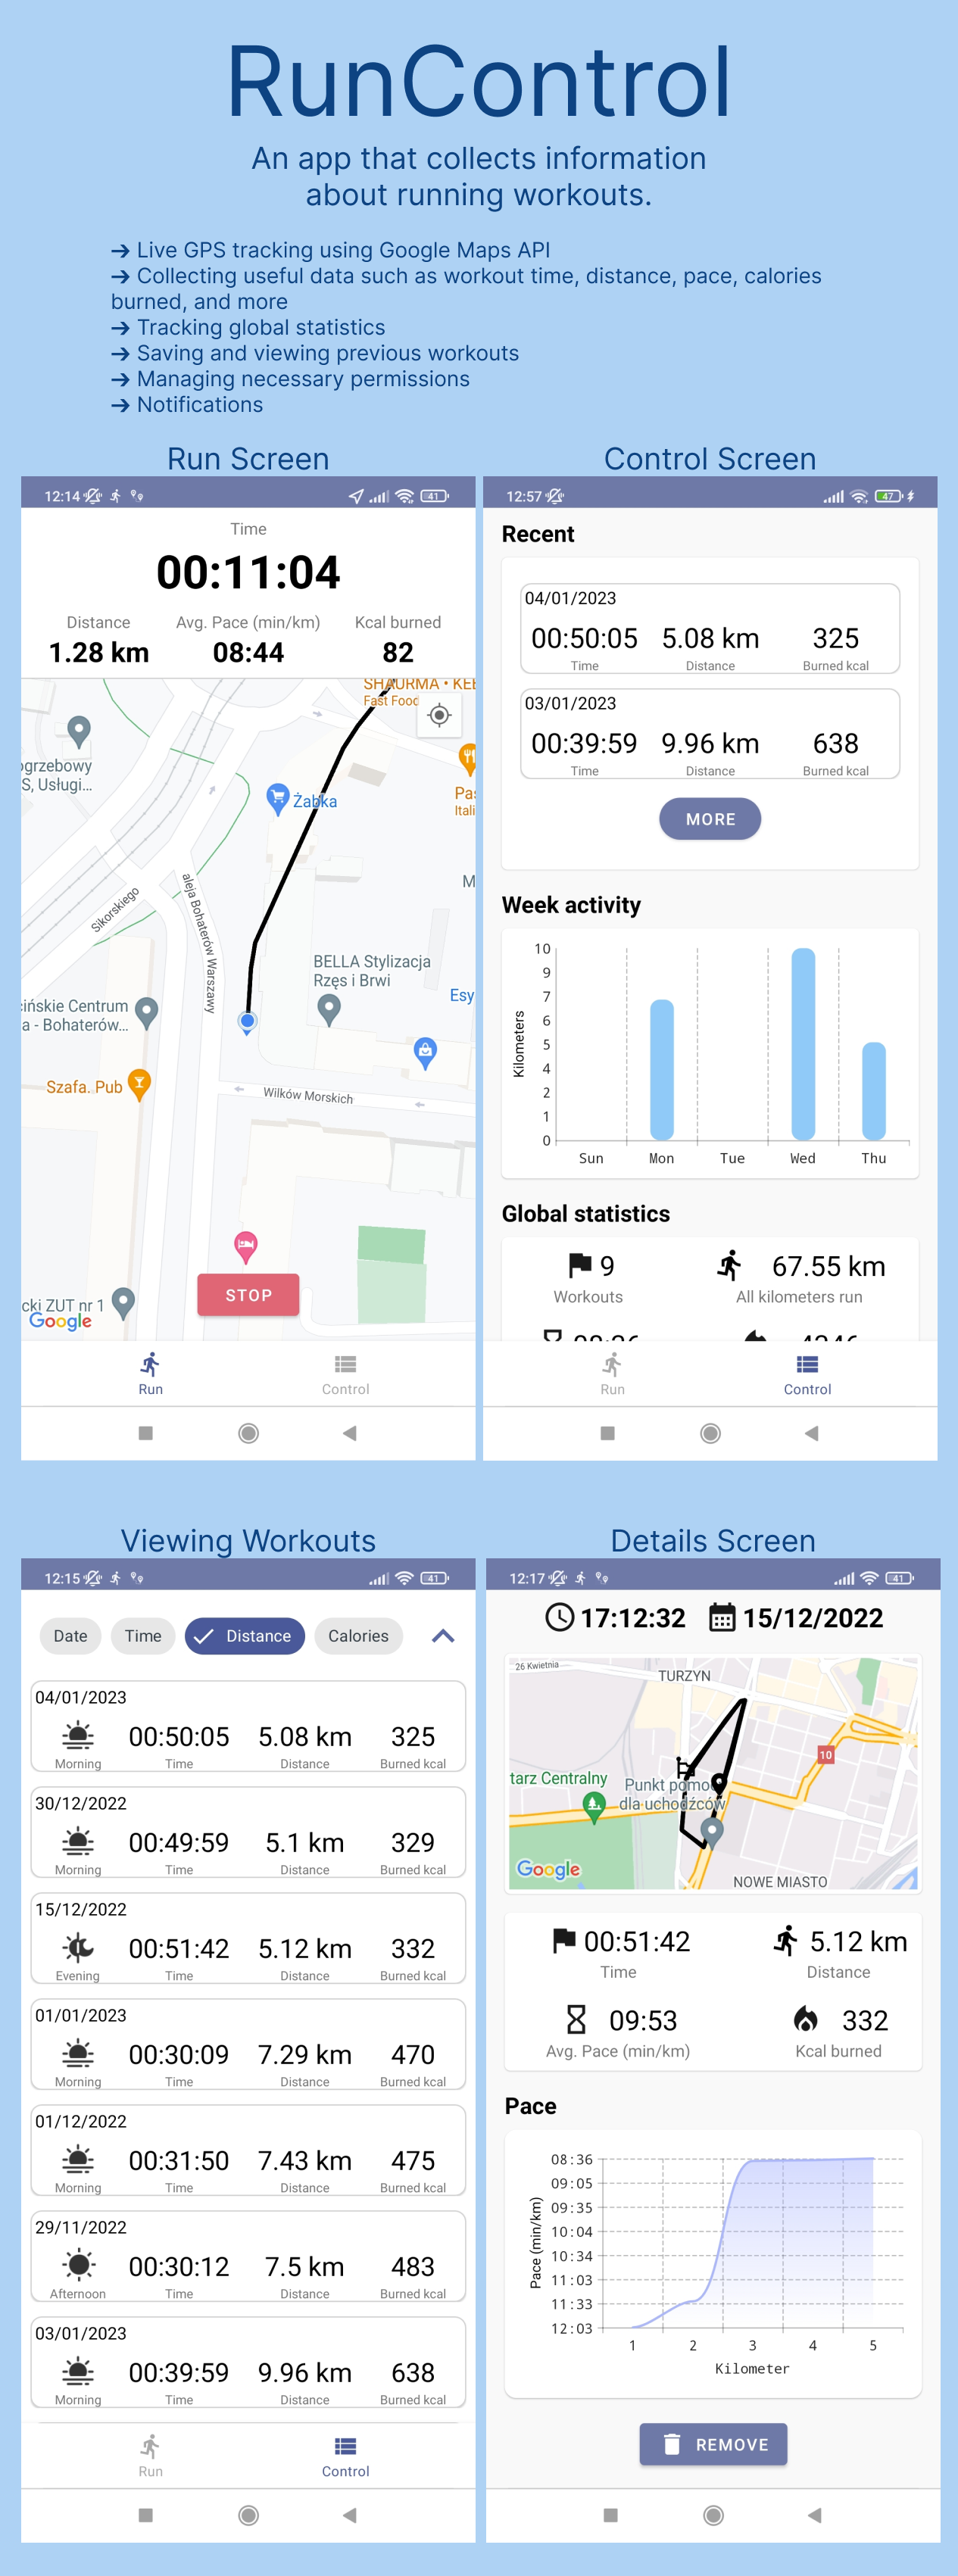 RunControl
An app that collects information
about running workouts.
➔ Live GPS tracking using Google Maps API
➔ Collecting useful data such as workout time, distance, pace, calories
burned, and more
➔ Tracking global statistics
➔ Saving and viewing previous workouts
➔ Managing necessary permissions
➔ Notifications
Run Screen
12:14
41
Time
00:11:04
Distance Avg. Pace (min/km) Kcal burned
1.28 km 08:44 82
SHAURMA • KEB
Fast Food
ogrzebowy
S, Usługi...
Żabka
Pas
Itali
M
Sikorskiego
aleja Bohaterów Warszawy
BELLA Stylizacja
Rzęs i Brwi
Esy
cińskie Centrum
a - Bohaterów...
Szafa. Pub
Wilków Morskich
STOP
cki ZUT nr 1
Google
Run Control
Control Screen
12:57
47
Recent
04/01/2023
00:50:05 5.08 km 325
Time Distance Burned kcal
03/01/2023
00:39:59 9.96 km 638
Time Distance Burned kcal
MORE
Week activity
Kilometers
10
9
7
6
5
4
2
1
0
Sun Mon Tue Wed Thu
Global statistics
9 67.55 km
Workouts All kilometers run
Run Control
Viewing Workouts
12:15
41
Date Time Distance Calories
04/01/2023
00:50:05 5.08 km 325
Morning Time Distance Burned kcal
30/12/2022
00:49:59 5.1 km 329
Morning Time Distance Burned kcal
15/12/2022
00:51:42 5.12 km 332
Evening Time Distance Burned kcal
01/01/2023
00:30:09 7.29 km 470
Morning Time Distance Burned kcal
01/12/2022
00:31:50 7.43 km 475
Morning Time Distance Burned kcal
29/11/2022
00:30:12 7.5 km 483
Afternoon Time Distance Burned kcal
03/01/2023
00:39:59 9.96 km 638
Morning Time Distance Burned kcal
Run Control
Details Screen
12:17
41
17:12:32 15/12/2022
26 Kwietnia
TURZYN
10
tarz Centralny
Punkt pomoc
dla uchodźców
Google
NOWE MIASTO
00:51:42 5.12 km
Time Distance
09:53 332
Avg. Pace (min/km) Kcal burned
Pace
Pace (min/km)
08:36
09:05
09:35
10:04
10:34
11:03
11:33
12:03
1 2 3 4 5
Kilometer
REMOVE